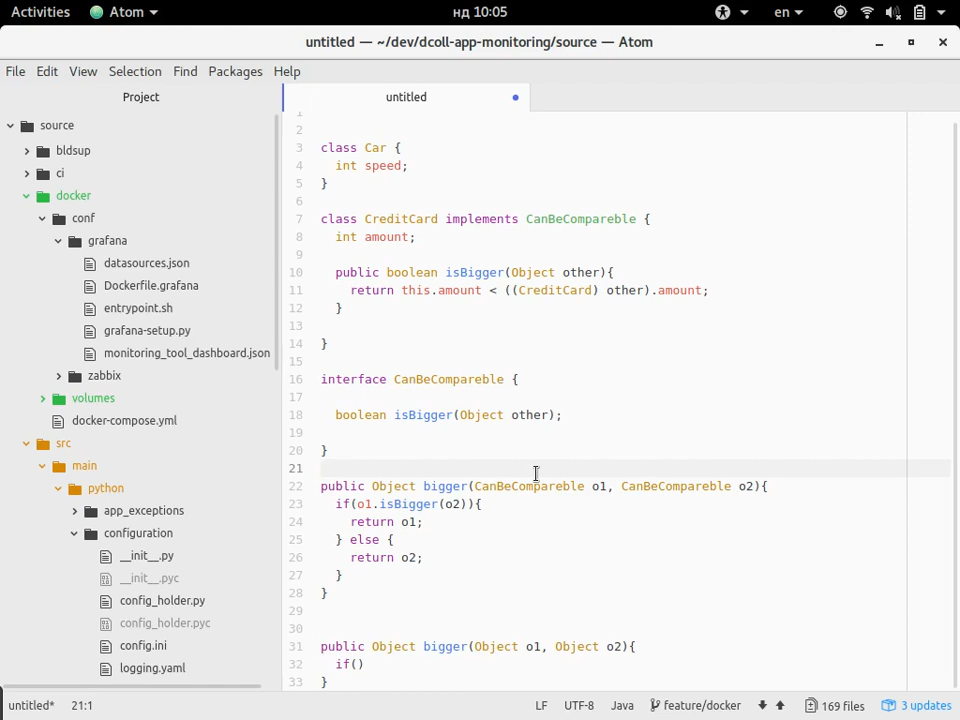 Activities Atom нд 10:05 en
untitled — ~/dev/dcoll-app-monitoring/source — Atom
File Edit View Selection Find Packages Help
Project
untitled
source
bldsup
ci
docker
conf
grafana
datasources.json
Dockerfile.grafana
entrypoint.sh
grafana-setup.py
monitoring_tool_dashboard.json
zabbix
volumes
docker-compose.yml
src
main
python
app_exceptions
configuration
__init__.py
__init__.pyc
config_holder.py
config_holder.pyc
config.ini
logging.yaml
1
2
3 class Car {
4 int speed;
5 }
6
7 class CreditCard implements CanBeCompareble {
8 int amount;
9
10 public boolean isBigger(Object other){
11 return this.amount < ((CreditCard) other).amount;
12 }
13
14 }
15
16 interface CanBeCompareble {
17
18 boolean isBigger(Object other);
19
20 }
21
22 public Object bigger(CanBeCompareble o1, CanBeCompareble o2){
23 if(o1.isBigger(o2)){
24 return o1;
25 } else {
26 return o2;
27 }
28 }
29
30
31 public Object bigger(Object o1, Object o2){
32 if()
33 }
untitled* 21:1 LF UTF-8 Java feature/docker 169 files 3 updates